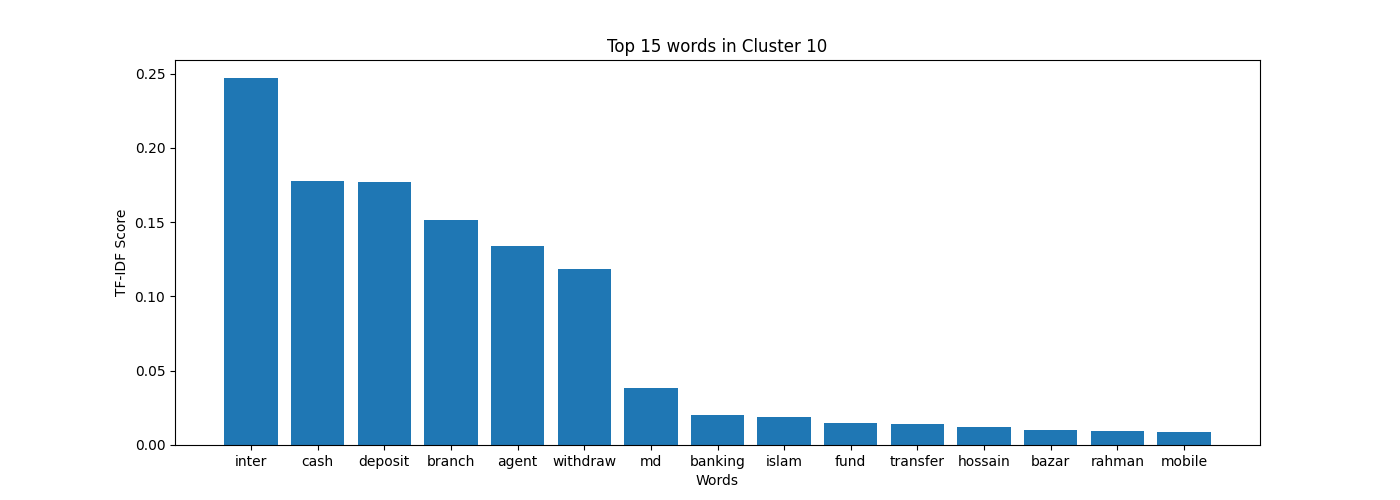 Top 15 words in Cluster 10
TF-IDF Score
0.25
0.20
0.15
0.10
0.05
0.00
inter cash deposit branch agent withdraw md banking islam fund transfer hossain bazar rahman mobile
Words